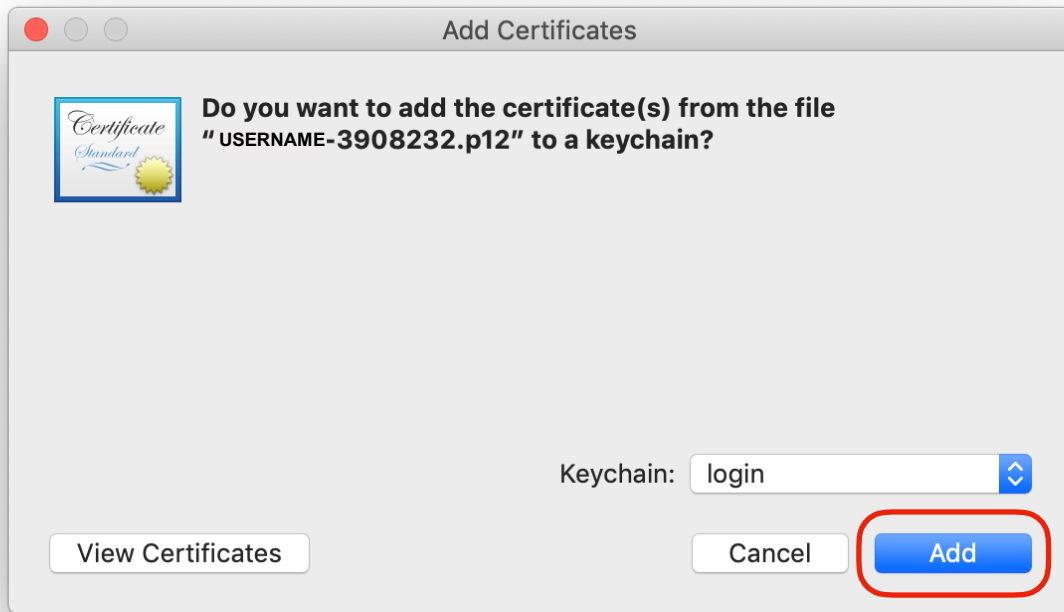 Add Certificates
Certificate
Standard
Do you want to add the certificate(s) from the file
“USERNAME-3908232.p12” to a keychain?
Keychain: login
View Certificates Cancel Add